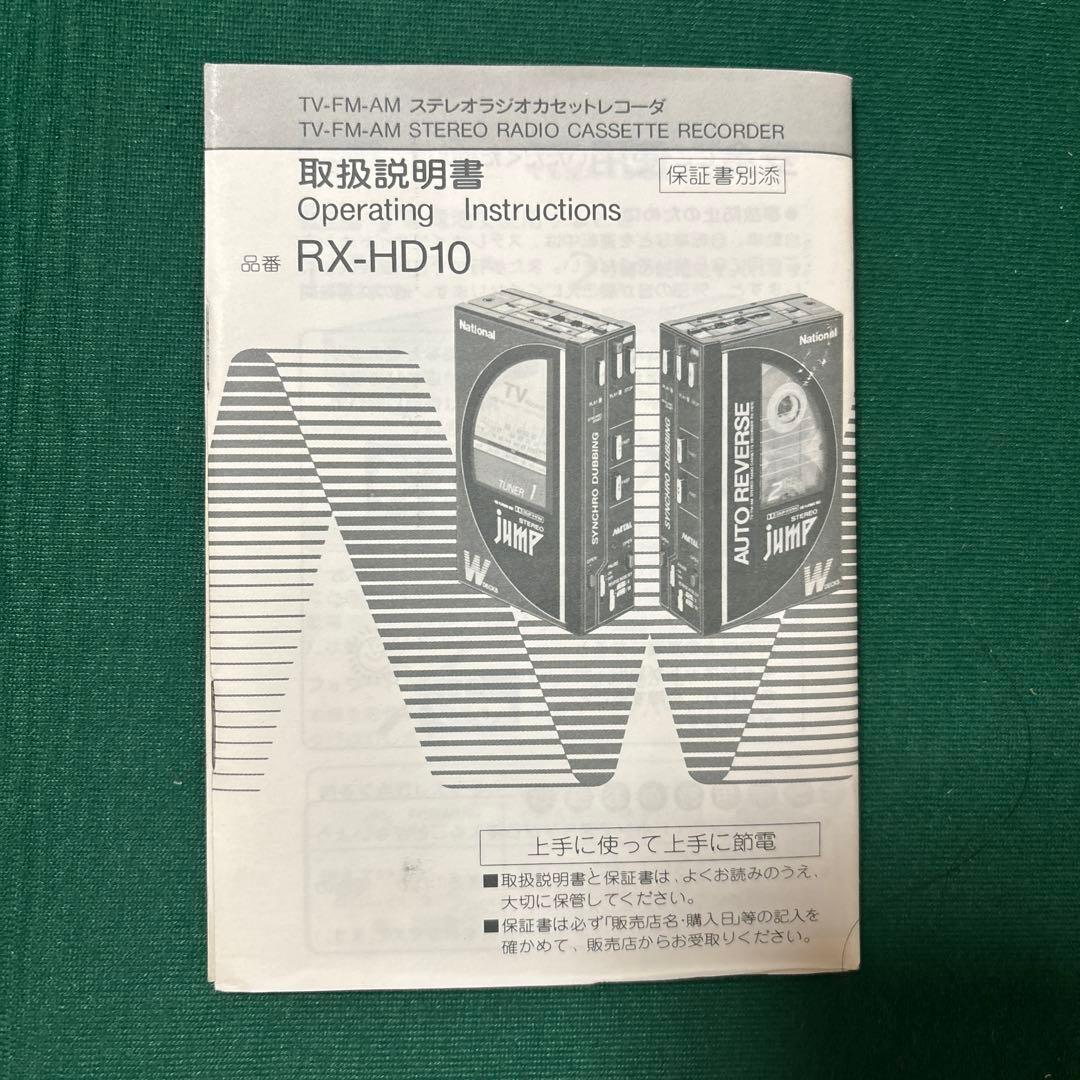 TV-FM-AM ステレオラジオカセットレコーダ
TV-FM-AM STEREO RADIO CASSETTE RECORDER
取扱説明書
保証書別添
Operating Instructions
品番 RX-HD10
National
TV
TUNER 1
STEREO
jump
W DECKS
SYNCHRO DUBBING
METAL
National
AUTO REVERSE
2
STEREO
jump
W DECKS
SYNCHRO DUBBING
METAL
上手に使って上手に節電
■取扱説明書と保証書は、よくお読みのうえ、
大切に保管してください。
■保証書は必ず「販売店名・購入日」等の記入を
確かめて、販売店からお受取りください。